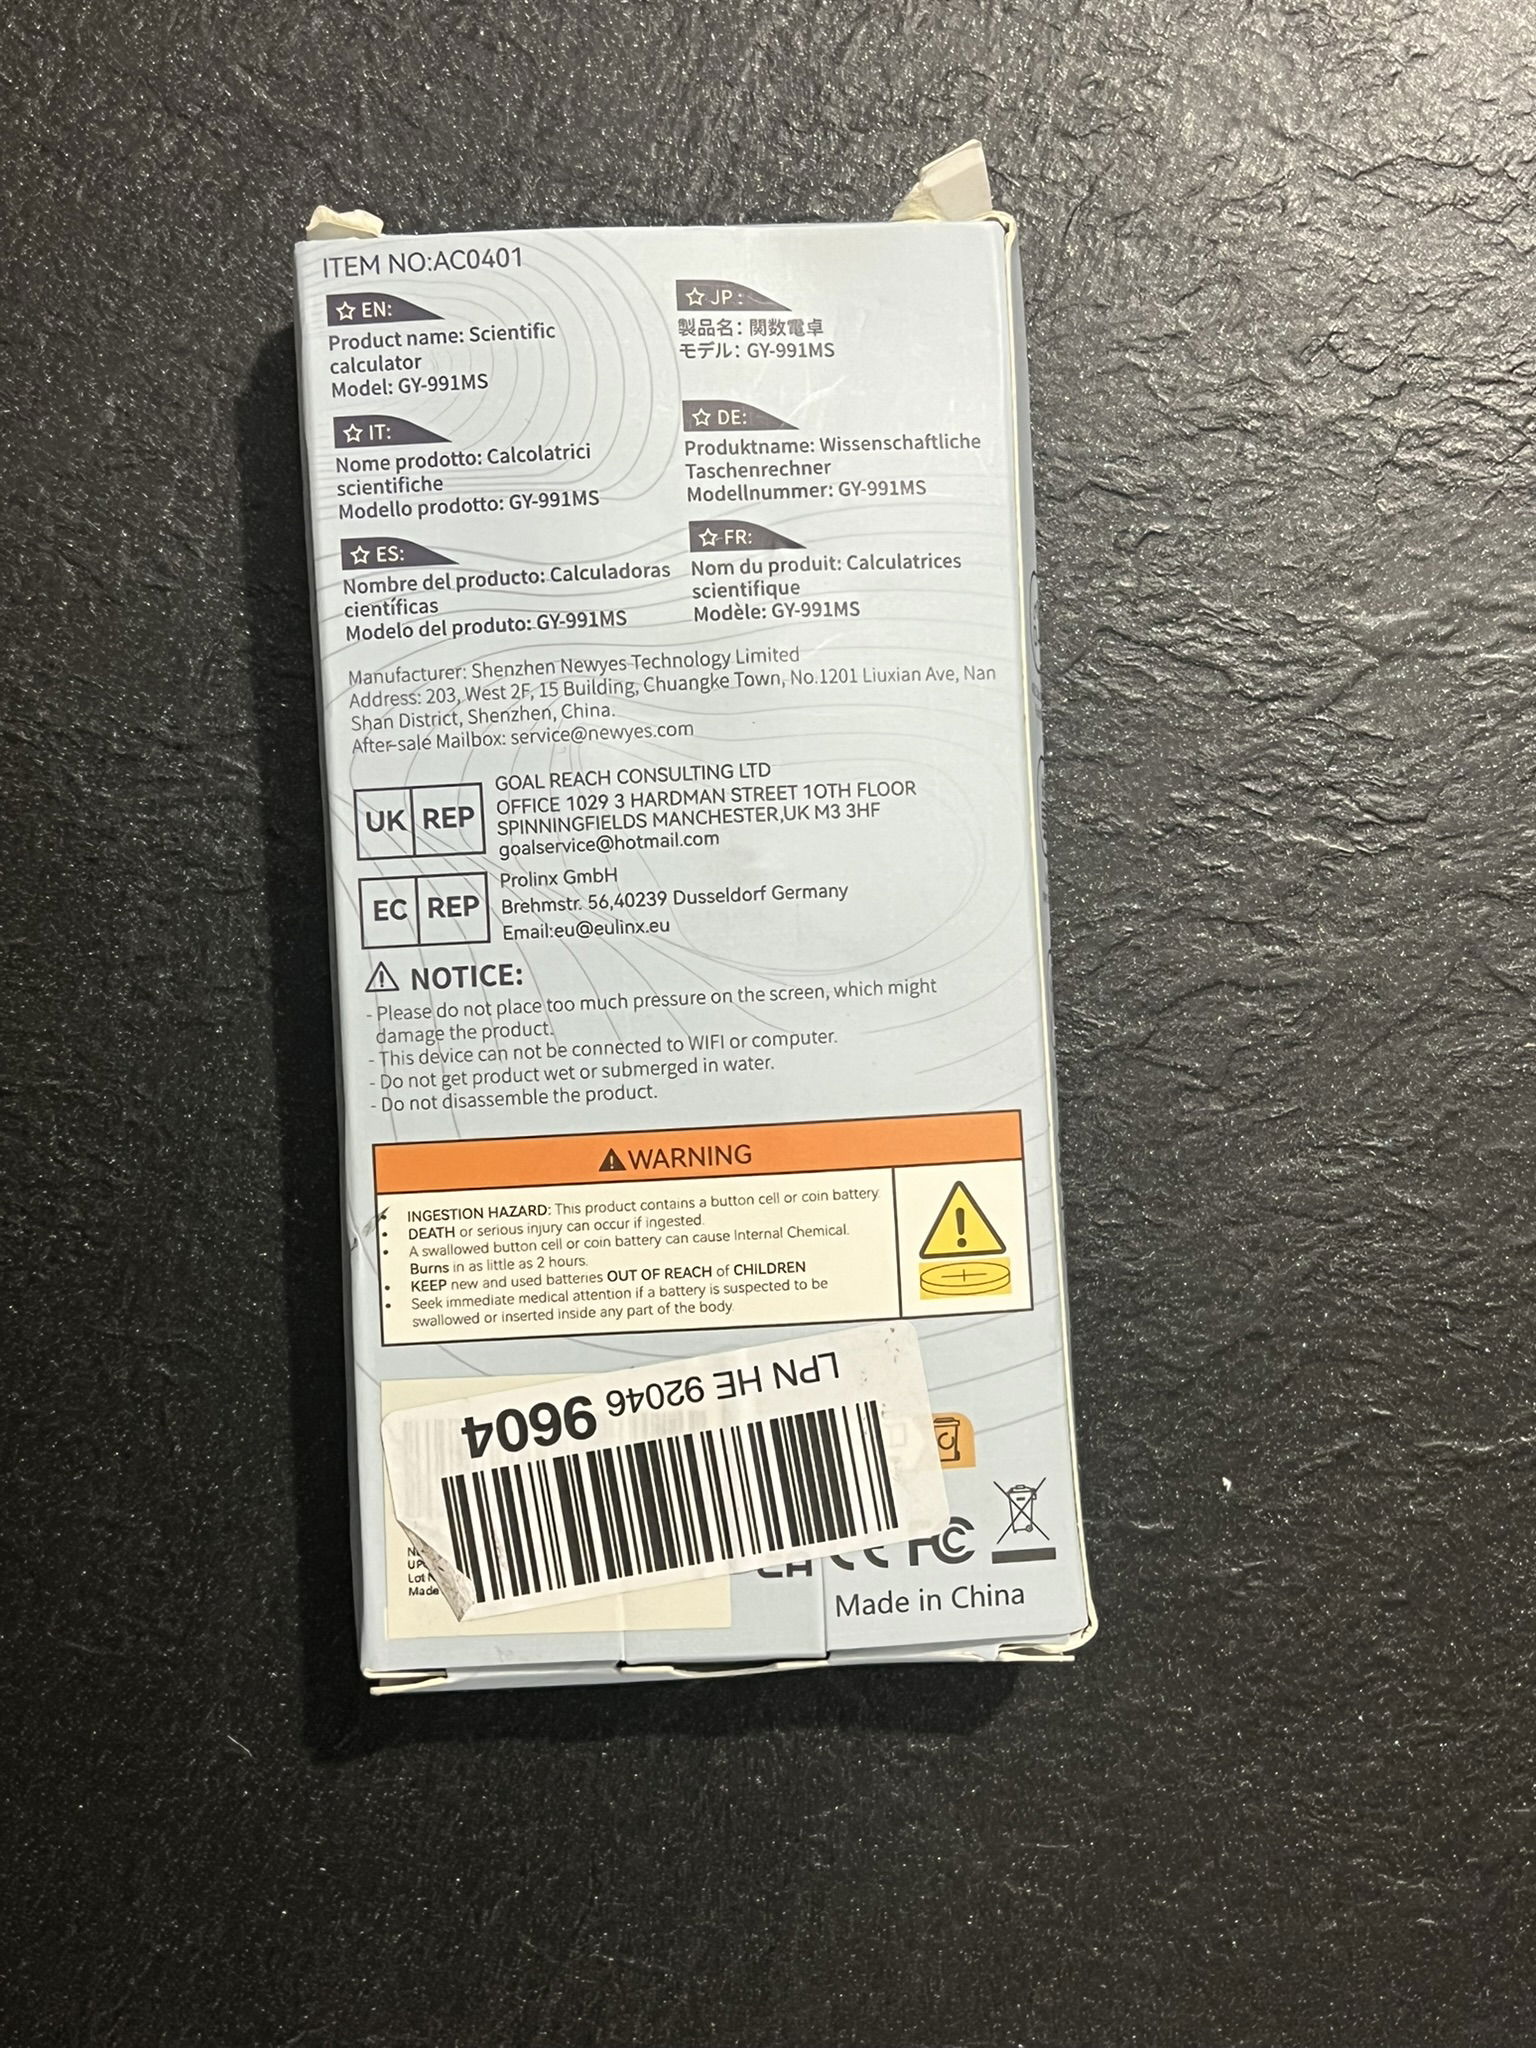 ITEM NO:AC0401
EN:
Product name: Scientific
calculator
Model: GY-991MS
JP :
製品名：関数電卓
モデル：GY-991MS
IT:
Nome prodotto: Calcolatrici
scientifiche
Modello prodotto: GY-991MS
DE:
Produktname: Wissenschaftliche
Taschenrechner
Modellnummer: GY-991MS
ES:
Nombre del producto: Calculadoras
científicas
Modelo del produto: GY-991MS
FR:
Nom du produit: Calculatrices
scientifique
Modèle: GY-991MS
Manufacturer: Shenzhen Newyes Technology Limited
Address: 203, West 2F, 15 Building, Chuangke Town, No.1201 Liuxian Ave, Nan
Shan District, Shenzhen, China.
After-sale Mailbox: service@newyes.com
UK REP
GOAL REACH CONSULTING LTD
OFFICE 1029 3 HARDMAN STREET 10TH FLOOR
SPINNINGFIELDS MANCHESTER,UK M3 3HF
goalservice@hotmail.com
EC REP
Prolinx GmbH
Brehmstr. 56,40239 Dusseldorf Germany
Email:eu@eulinx.eu
NOTICE:
- Please do not place too much pressure on the screen, which might
damage the product.
- This device can not be connected to WIFI or computer.
- Do not get product wet or submerged in water.
- Do not disassemble the product.
WARNING
• INGESTION HAZARD: This product contains a button cell or coin battery.
• DEATH or serious injury can occur if ingested.
• A swallowed button cell or coin battery can cause Internal Chemical.
Burns in as little as 2 hours.
• KEEP new and used batteries OUT OF REACH of CHILDREN
• Seek immediate medical attention if a battery is suspected to be
swallowed or inserted inside any part of the body.
LPN HE 92046 9604
Lot
Made
Made in China